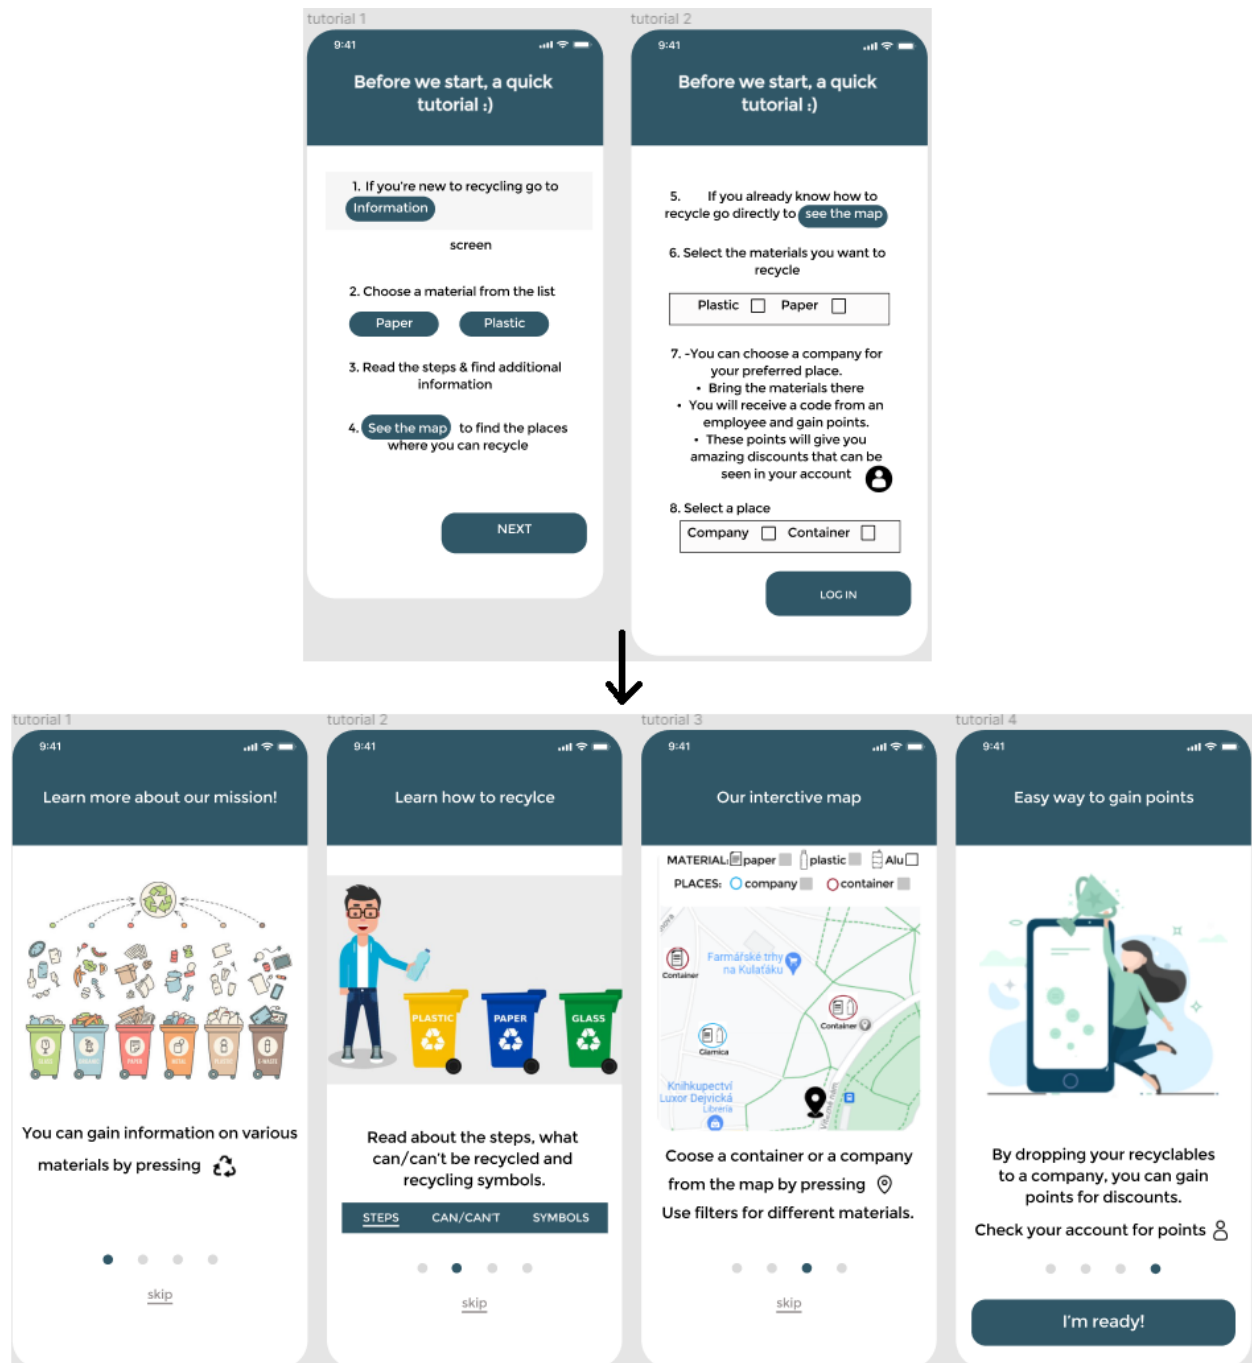 tutorial 1
9:41
Before we start, a quick
tutorial :)
1. If you're new to recycling go to
Information
screen
2. Choose a material from the list
Paper Plastic
3. Read the steps & find additional
information
4. See the map to find the places
where you can recycle
NEXT
tutorial 2
9:41
Before we start, a quick
tutorial :)
5. If you already know how to
recycle go directly to see the map
6. Select the materials you want to
recycle
Plastic Paper
7. -You can choose a company for
your preferred place.
• Bring the materials there
• You will receive a code from an
employee and gain points.
• These points will give you
amazing discounts that can be
seen in your account
8. Select a place
Company Container
LOG IN
tutorial 1
9:41
Learn more about our mission!
GLASS ORGANIC PAPER METAL PLASTIC E-WASTE
You can gain information on various
materials by pressing
skip
tutorial 2
9:41
Learn how to recylce
PLASTIC PAPER GLASS
Read about the steps, what
can/can't be recycled and
recycling symbols.
STEPS CAN/CAN'T SYMBOLS
skip
tutorial 3
9:41
Our interctive map
MATERIAL: paper plastic Alu
PLACES: company container
Farmářské trhy
na Kulaťáku
Container
Container
Giamica
Knihkupectví
Luxor Dejvická
Librería
Coose a container or a company
from the map by pressing
Use filters for different materials.
skip
tutorial 4
9:41
Easy way to gain points
By dropping your recyclables
to a company, you can gain
points for discounts.
Check your account for points
I'm ready!